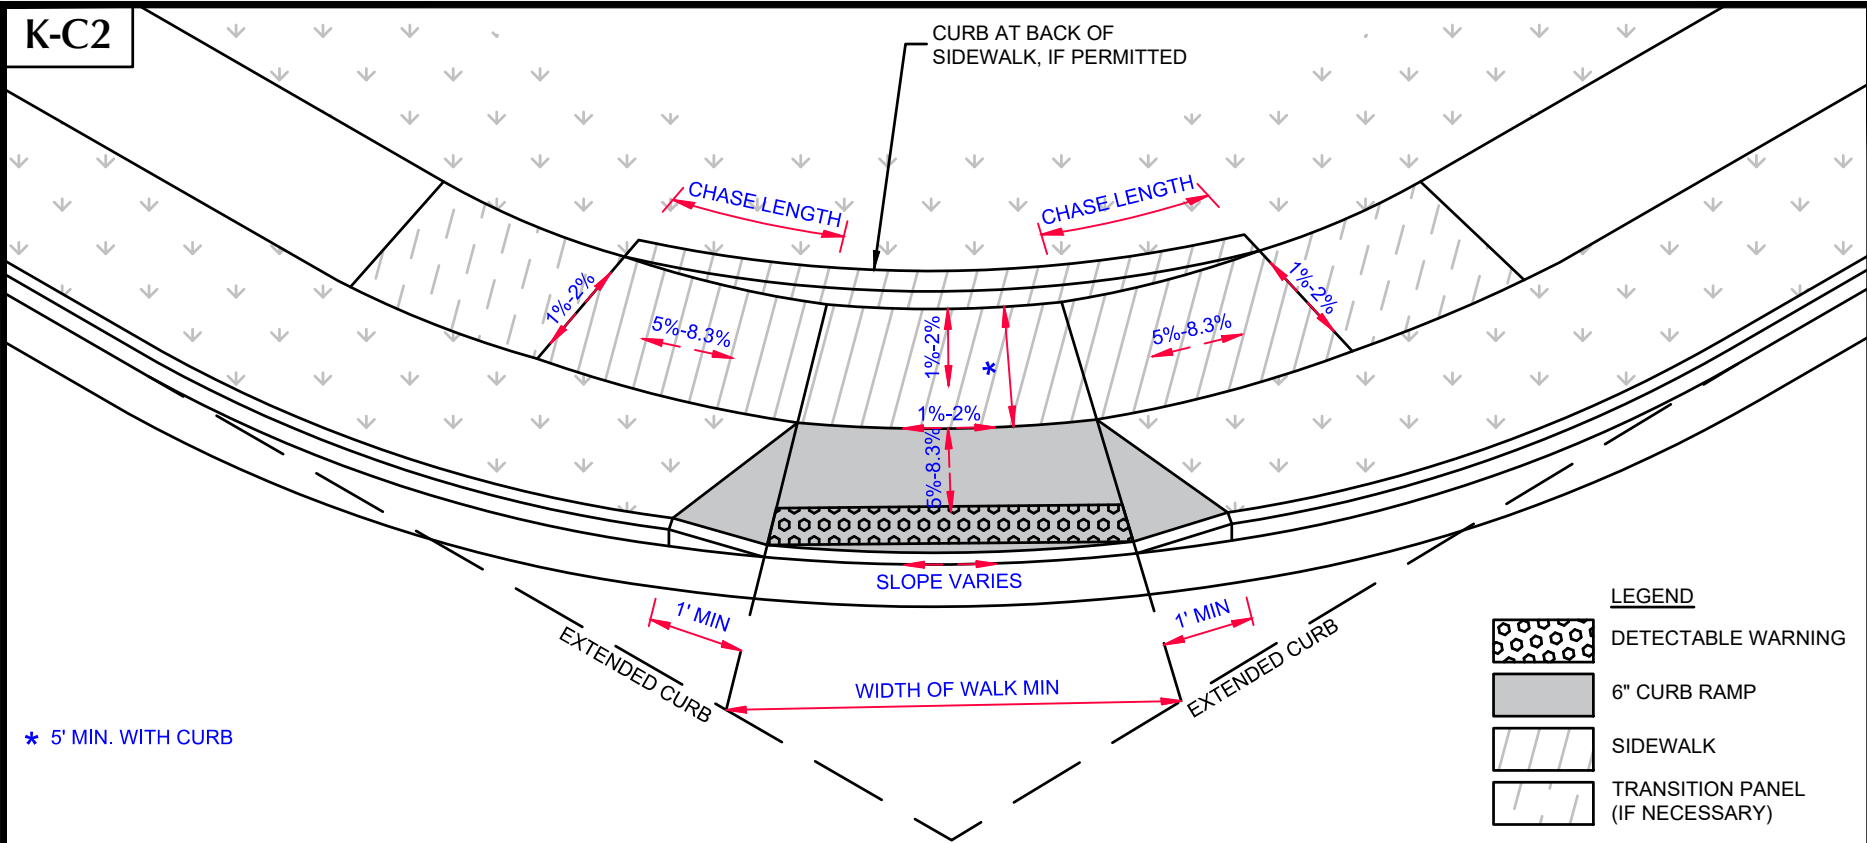 K-C2
CURB AT BACK OF
SIDEWALK, IF PERMITTED
CHASE LENGTH
CHASE LENGTH
1%-2%
1%-2%
5%-8.3%
1%-2%
*
5%-8.3%
1%-2%
5%-8.3%
SLOPE VARIES
1' MIN
1' MIN
EXTENDED CURB
EXTENDED CURB
WIDTH OF WALK MIN
* 5' MIN. WITH CURB
LEGEND
DETECTABLE WARNING
6" CURB RAMP
SIDEWALK
TRANSITION PANEL
(IF NECESSARY)